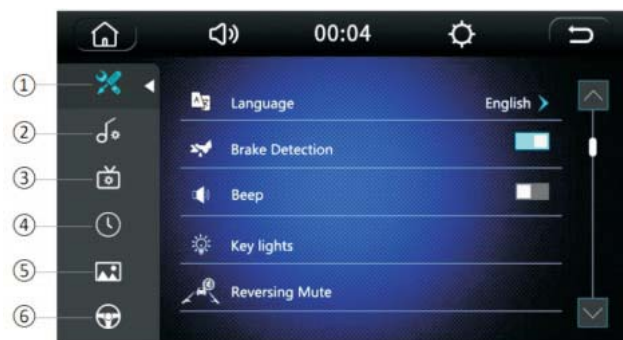 00:04
① Language English
② Brake Detection
③ Beep
④ Key lights
⑤ Reversing Mute
⑥